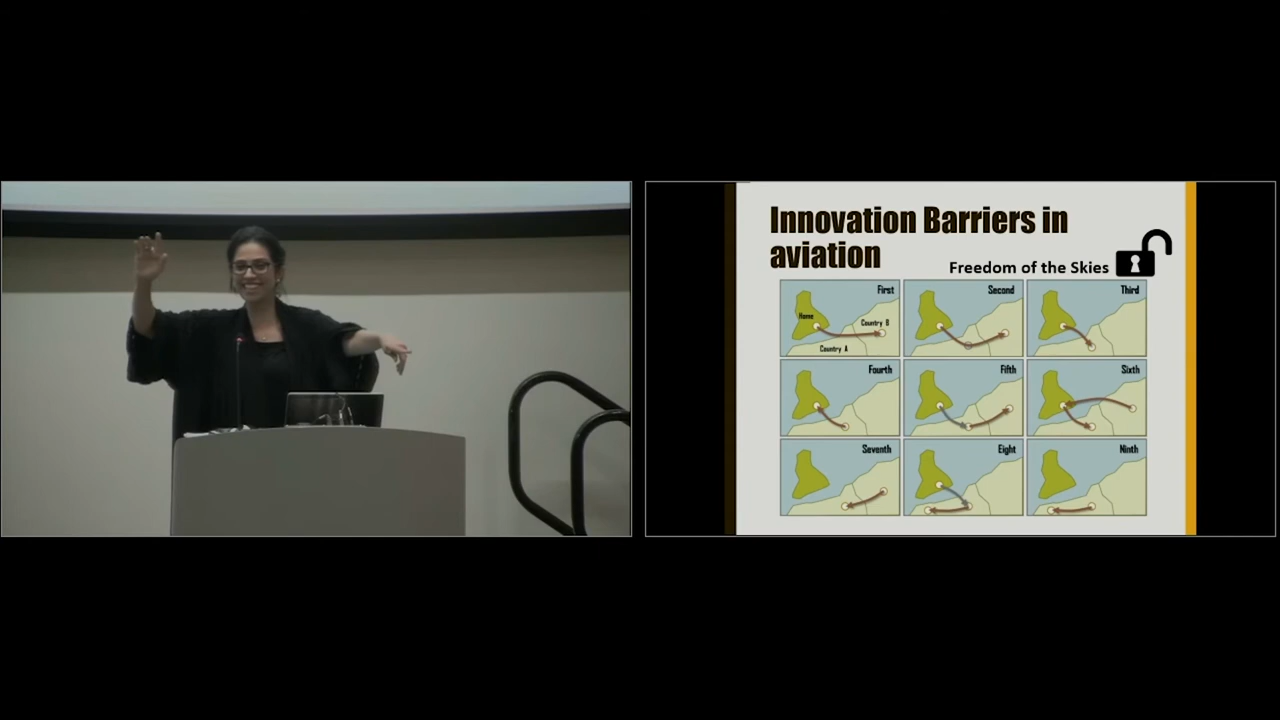 Innovation Barriers in
aviation
Freedom of the Skies
First
Home
Country B
Country A
Second
Third
Fourth
Fifth
Sixth
Seventh
Eight
Ninth